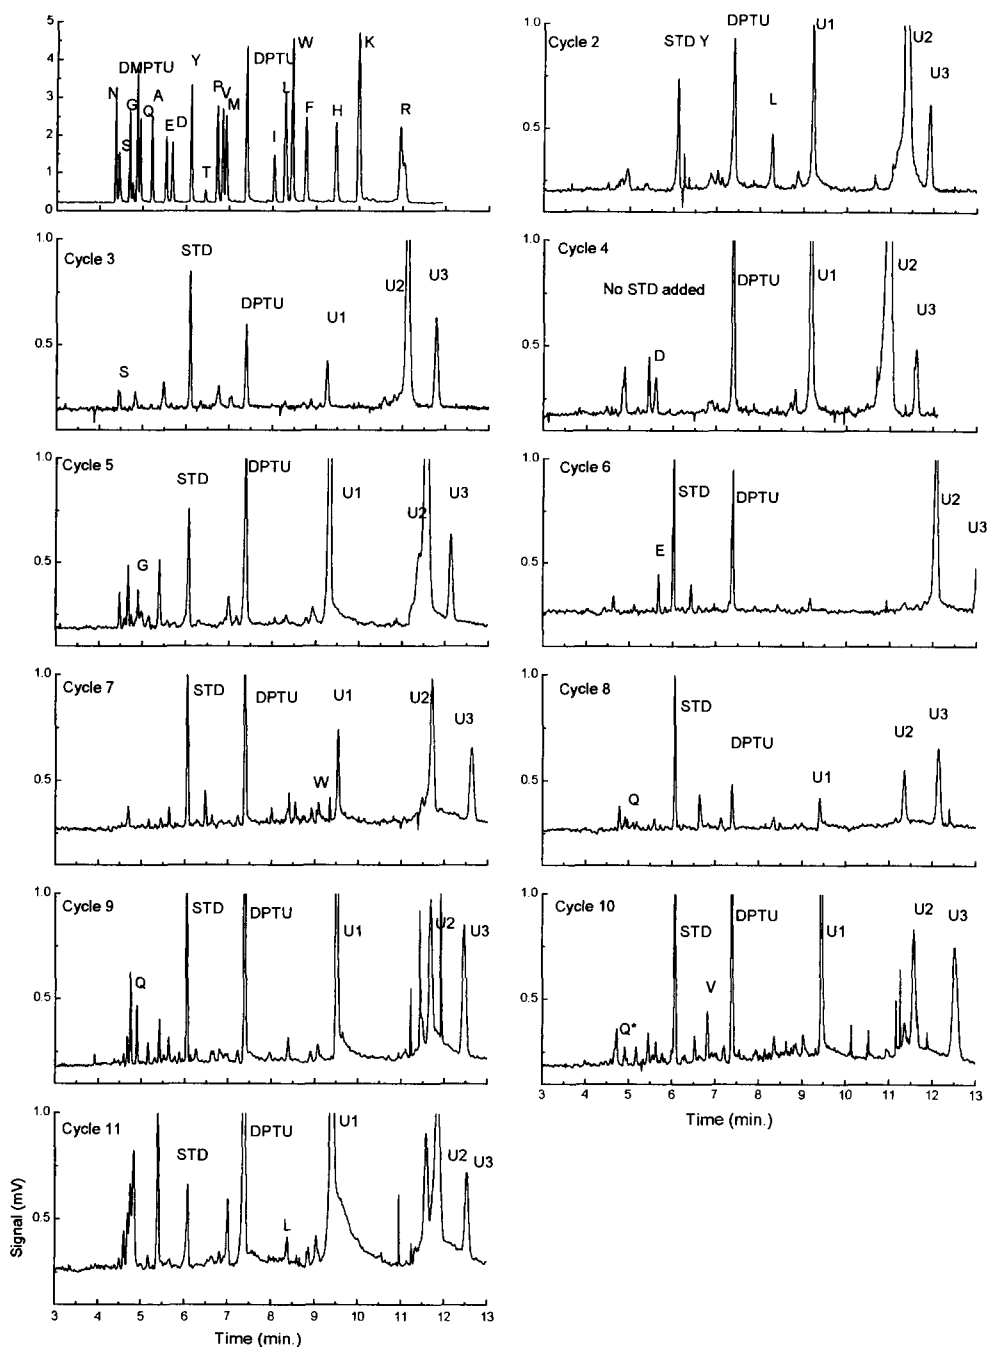 5
4
3
2
1
0
N
DMPTU
G
S
Q
A
E
D
Y
T
P
V
M
DPTU
I
L
W
F
H
K
R
1.0
0.5
Cycle 2
STD Y
DPTU
L
U1
U2
U3
1.0
0.5
Cycle 3
S
STD
DPTU
U1
U2
U3
1.0
0.5
Cycle 4
No STD added
D
DPTU
U1
U2
U3
1.0
0.5
Cycle 5
G
STD
DPTU
U1
U2
U3
1.0
0.5
Cycle 6
E
STD
DPTU
U2
U3
1.0
0.5
Cycle 7
STD
DPTU
W
U1
U2
U3
1.0
0.5
Cycle 8
Q
STD
DPTU
U1
U2
U3
1.0
0.5
Cycle 9
Q
STD
DPTU
U1
U2
U3
1.0
0.5
Cycle 10
Q*
STD
V
DPTU
U1
U2
U3
3 4 5 6 7 8 9 10 11 12 13
Time (min.)
1.0
0.5
Signal (mV)
Cycle 11
STD
DPTU
L
U1
U2
U3
3 4 5 6 7 8 9 10 11 12 13
Time (min.)